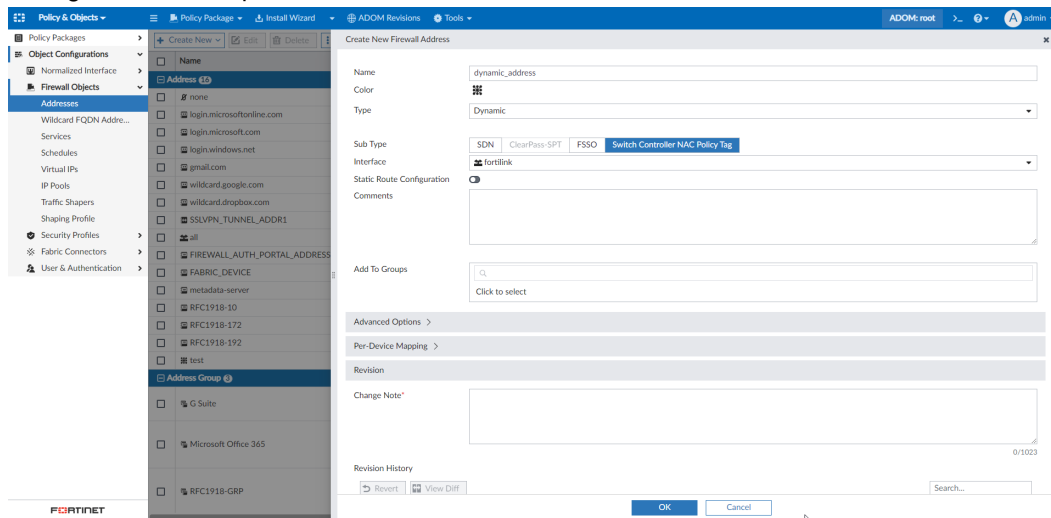 Policy & Objects
Policy Package
Install Wizard
ADOM Revisions
Tools
ADOM: root
admin
Policy Packages
Object Configurations
Normalized Interface
Firewall Objects
Addresses
Wildcard FQDN Addre...
Services
Schedules
Virtual IPs
IP Pools
Traffic Shapers
Shaping Profile
Security Profiles
Fabric Connectors
User & Authentication
FORTINET
Create New
Edit
Delete
Name
Address (16)
none
login.microsoftonline.com
login.microsoft.com
login.windows.net
gmail.com
wildcard.google.com
wildcard.dropbox.com
SSLVPN_TUNNEL_ADDR1
all
FIREWALL_AUTH_PORTAL_ADDRESS
FABRIC_DEVICE
metadata-server
RFC1918-10
RFC1918-172
RFC1918-192
test
Address Group (3)
G Suite
Microsoft Office 365
RFC1918-GRP
Create New Firewall Address
Name dynamic_address
Color
Type Dynamic
Sub Type SDN ClearPass-SPT FSSO Switch Controller NAC Policy Tag
Interface fortilink
Static Route Configuration
Comments
Add To Groups
Click to select
Advanced Options >
Per-Device Mapping >
Revision
Change Note*
0/1023
Revision History
Revert View Diff Search...
OK Cancel